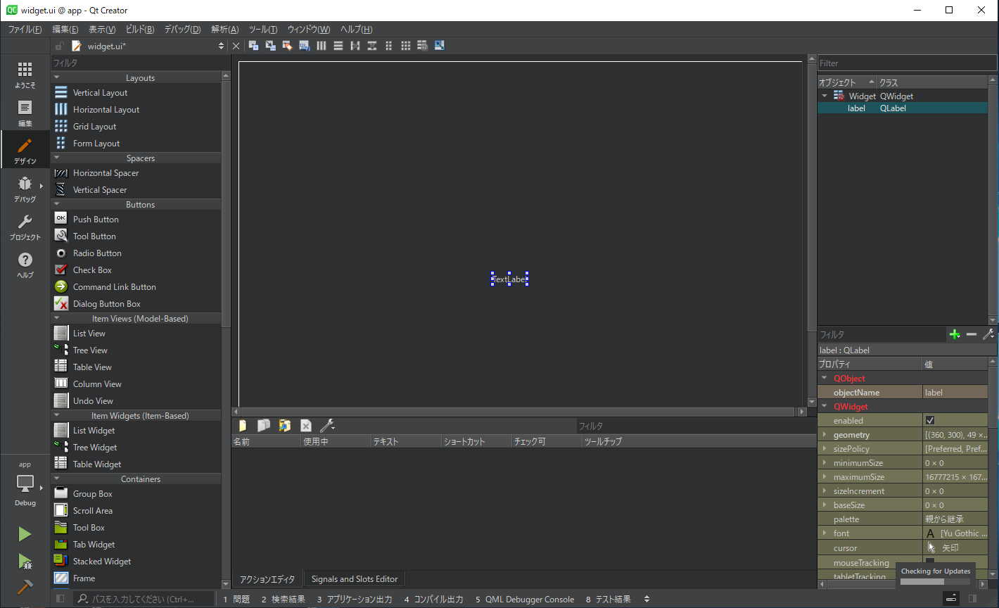 widget.ui @ app - Qt Creator
ファイル(F) 編集(E) 表示(V) ビルド(B) デバッグ(D) 解析(A) ツール(T) ウィンドウ(W) ヘルプ(H)
widget.ui*
フィルタ
Layouts
Vertical Layout
Horizontal Layout
Grid Layout
Form Layout
Spacers
Horizontal Spacer
Vertical Spacer
Buttons
OK Push Button
Tool Button
Radio Button
Check Box
Command Link Button
Dialog Button Box
Item Views (Model-Based)
List View
Tree View
Table View
Column View
Undo View
Item Widgets (Item-Based)
List Widget
Tree Widget
Table Widget
Containers
Group Box
Scroll Area
Tool Box
Tab Widget
Stacked Widget
Frame
ようこそ
編集
デザイン
デバッグ
プロジェクト
ヘルプ
app
Debug
TextLabel
名前 使用中 テキスト ショートカット チェック可 ツールチップ
フィルタ
アクションエディタ Signals and Slots Editor
Filter
オブジェクト クラス
Widget QWidget
label QLabel
フィルタ
label : QLabel
プロパティ 値
QObject
objectName label
QWidget
enabled
geometry [(360, 300), 49 ×...
sizePolicy [Preferred, Pref...
minimumSize 0 × 0
maximumSize 16777215 × 167...
sizeIncrement 0 × 0
baseSize 0 × 0
palette 親から継承
font A [Yu Gothic ...
cursor 矢印
mouseTracking
tabletTracking
Checking for Updates
パスを入力してください (Ctrl+...
1 問題 2 検索結果 3 アプリケーション出力 4 コンパイル出力 5 QML Debugger Console 8 テスト結果